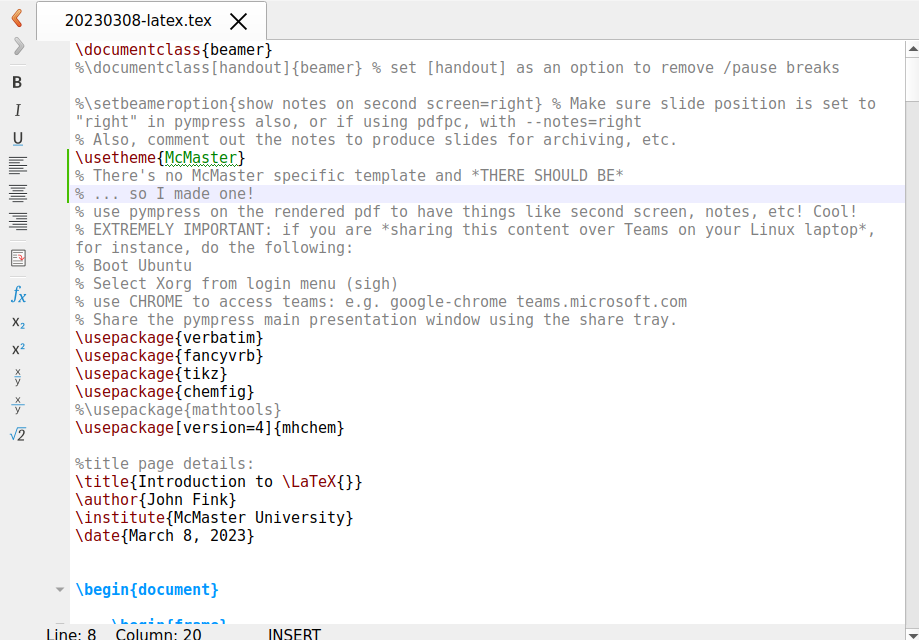 20230308-latex.tex
\documentclass{beamer}
%\documentclass[handout]{beamer} % set [handout] as an option to remove /pause breaks
%\setbeameroption{show notes on second screen=right} % Make sure slide position is set to
"right" in pympress also, or if using pdfpc, with --notes=right
% Also, comment out the notes to produce slides for archiving, etc.
\usetheme{McMaster}
% There's no McMaster specific template and *THERE SHOULD BE*
% ... so I made one!
% use pympress on the rendered pdf to have things like second screen, notes, etc! Cool!
% EXTREMELY IMPORTANT: if you are *sharing this content over Teams on your Linux laptop*,
for instance, do the following:
% Boot Ubuntu
% Select Xorg from login menu (sigh)
% use CHROME to access teams: e.g. google-chrome teams.microsoft.com
% Share the pympress main presentation window using the share tray.
\usepackage{verbatim}
\usepackage{fancyvrb}
\usepackage{tikz}
\usepackage{chemfig}
%\usepackage{mathtools}
\usepackage[version=4]{mhchem}
%title page details:
\title{Introduction to \LaTeX{}}
\author{John Fink}
\institute{McMaster University}
\date{March 8, 2023}
\begin{document}
\begin{frame}
Line: 8 Column: 20 INSERT
B
I
U
fx
x₂
x²
x/y
x/y
√2